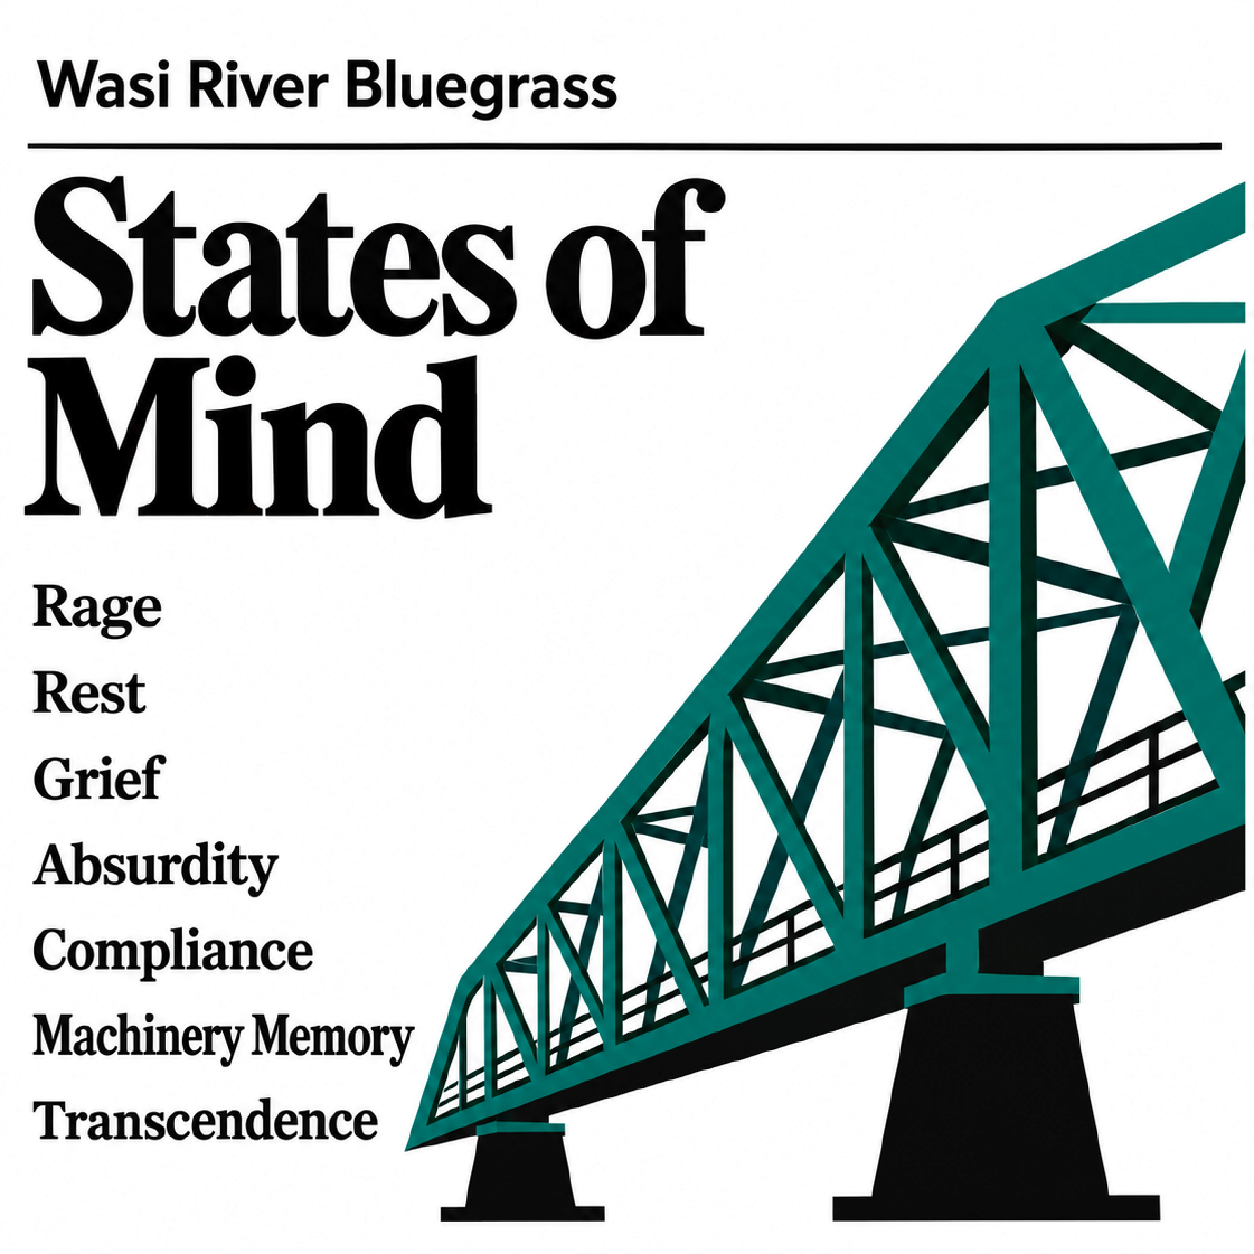 Wasi River Bluegrass
States of
Mind
Rage
Rest
Grief
Absurdity
Compliance
Machinery Memory
Transcendence